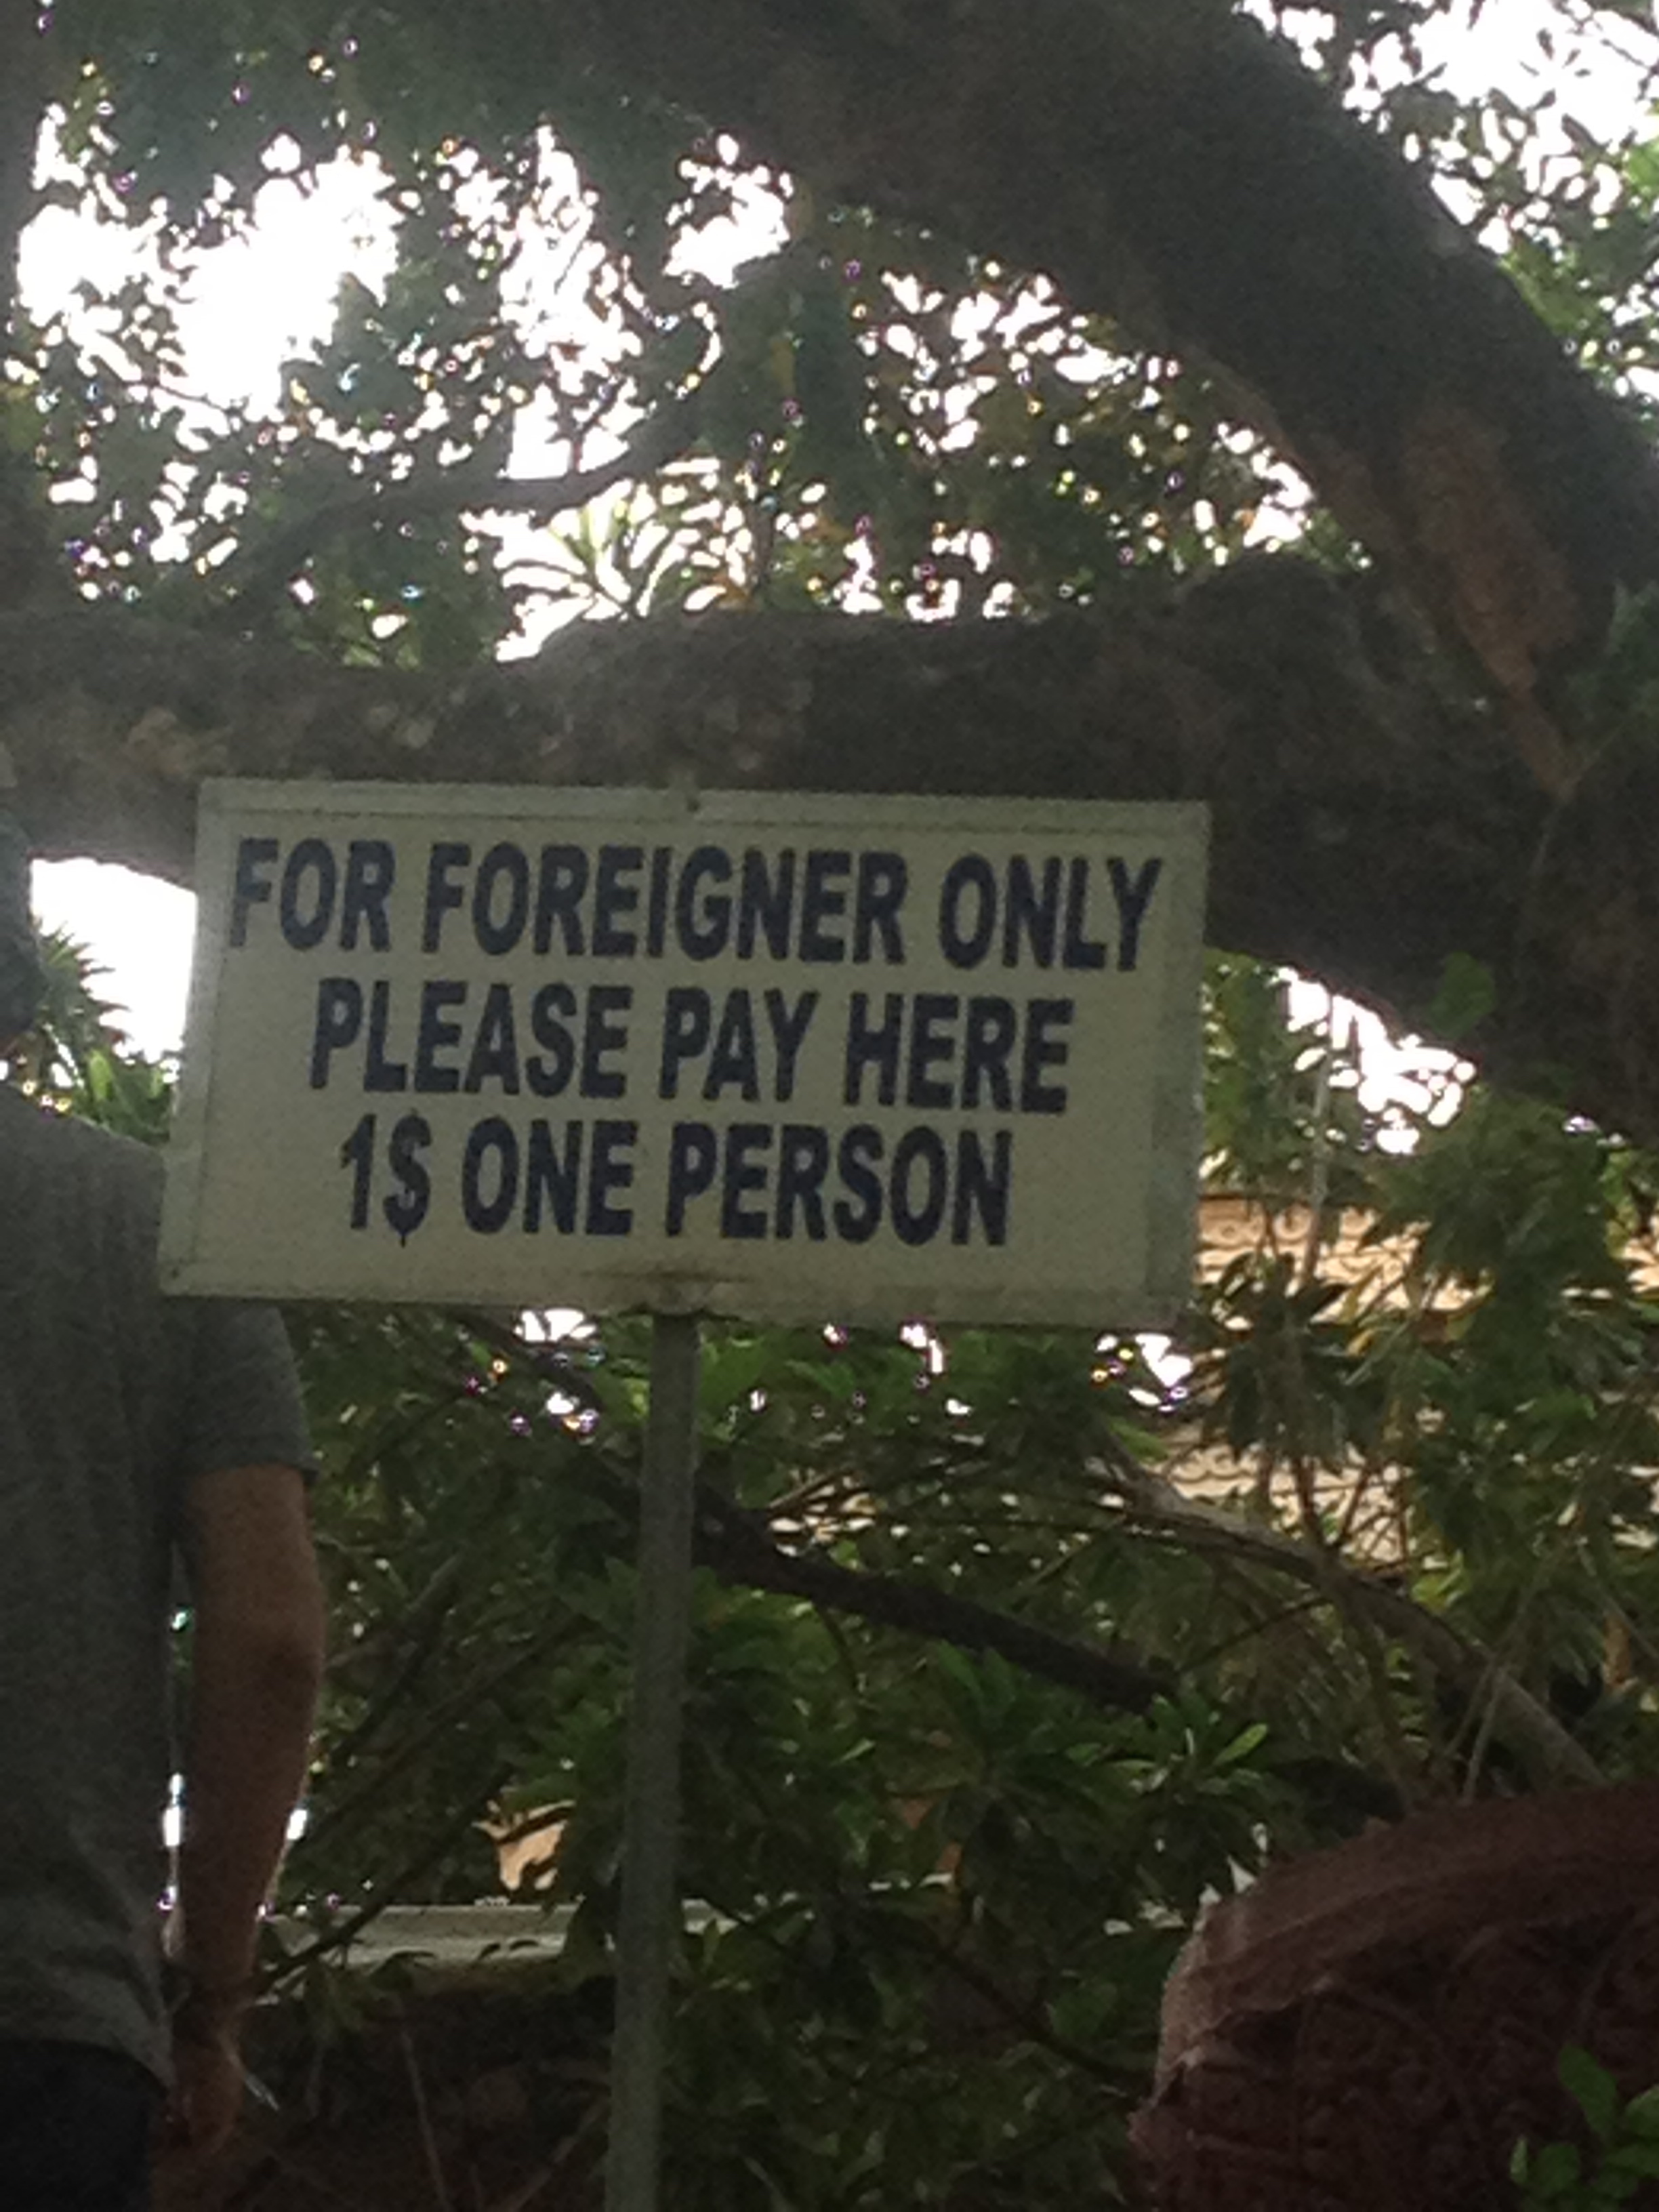 FOR FOREIGNER ONLY
PLEASE PAY HERE
1$ ONE PERSON